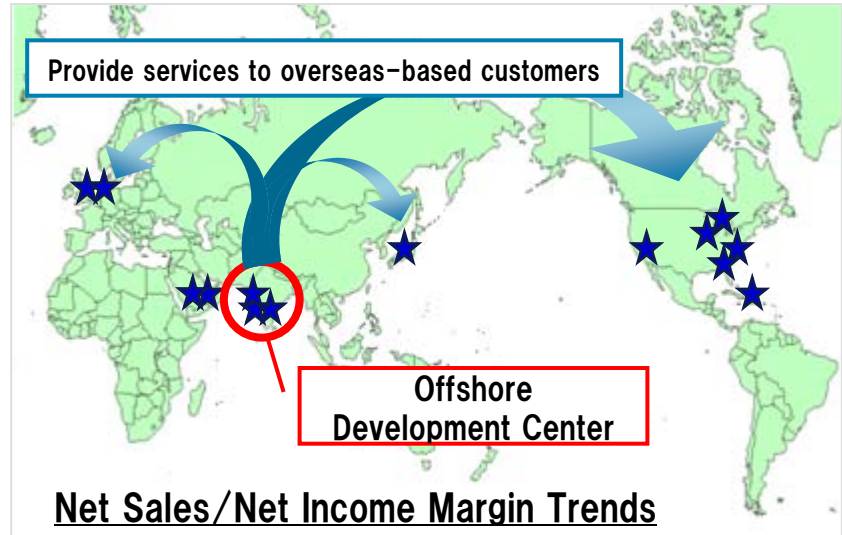 Provide services to overseas-based customers
Offshore
Development Center
Net Sales/Net Income Margin Trends